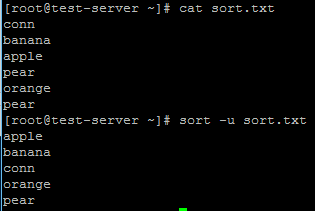 [root@test-server ~]# cat sort.txt
conn
banana
apple
pear
orange
pear
[root@test-server ~]# sort -u sort.txt
apple
banana
conn
orange
pear